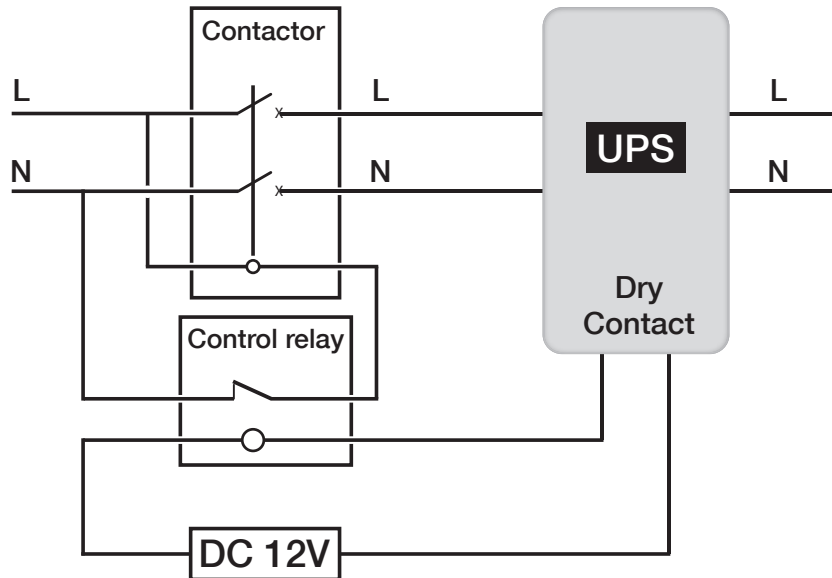 Contactor
L
L
L
N
N
N
UPS
Dry
Contact
Control relay
DC 12V